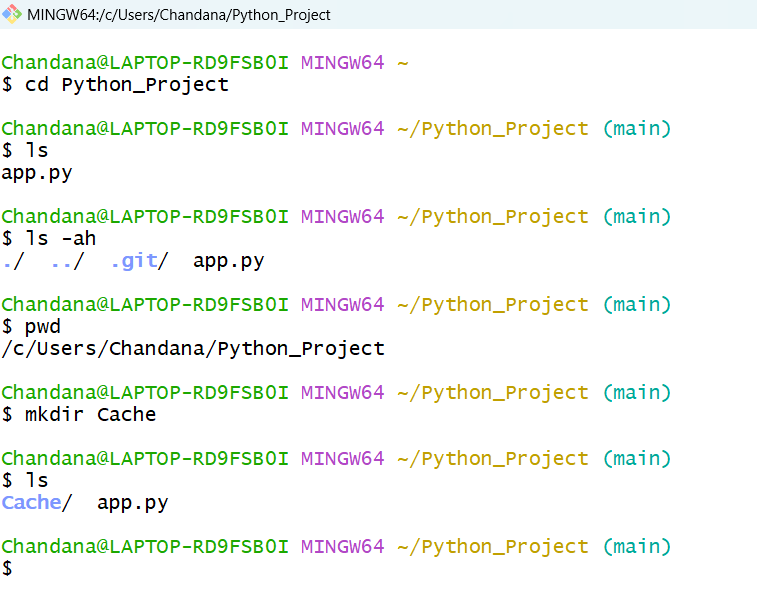 MINGW64:/c/Users/Chandana/Python_Project
Chandana@LAPTOP-RD9FSB0I MINGW64 ~
$ cd Python_Project
Chandana@LAPTOP-RD9FSB0I MINGW64 ~/Python_Project (main)
$ ls
app.py
Chandana@LAPTOP-RD9FSB0I MINGW64 ~/Python_Project (main)
$ ls -ah
./  ../  .git/  app.py
Chandana@LAPTOP-RD9FSB0I MINGW64 ~/Python_Project (main)
$ pwd
/c/Users/Chandana/Python_Project
Chandana@LAPTOP-RD9FSB0I MINGW64 ~/Python_Project (main)
$ mkdir Cache
Chandana@LAPTOP-RD9FSB0I MINGW64 ~/Python_Project (main)
$ ls
Cache/  app.py
Chandana@LAPTOP-RD9FSB0I MINGW64 ~/Python_Project (main)
$